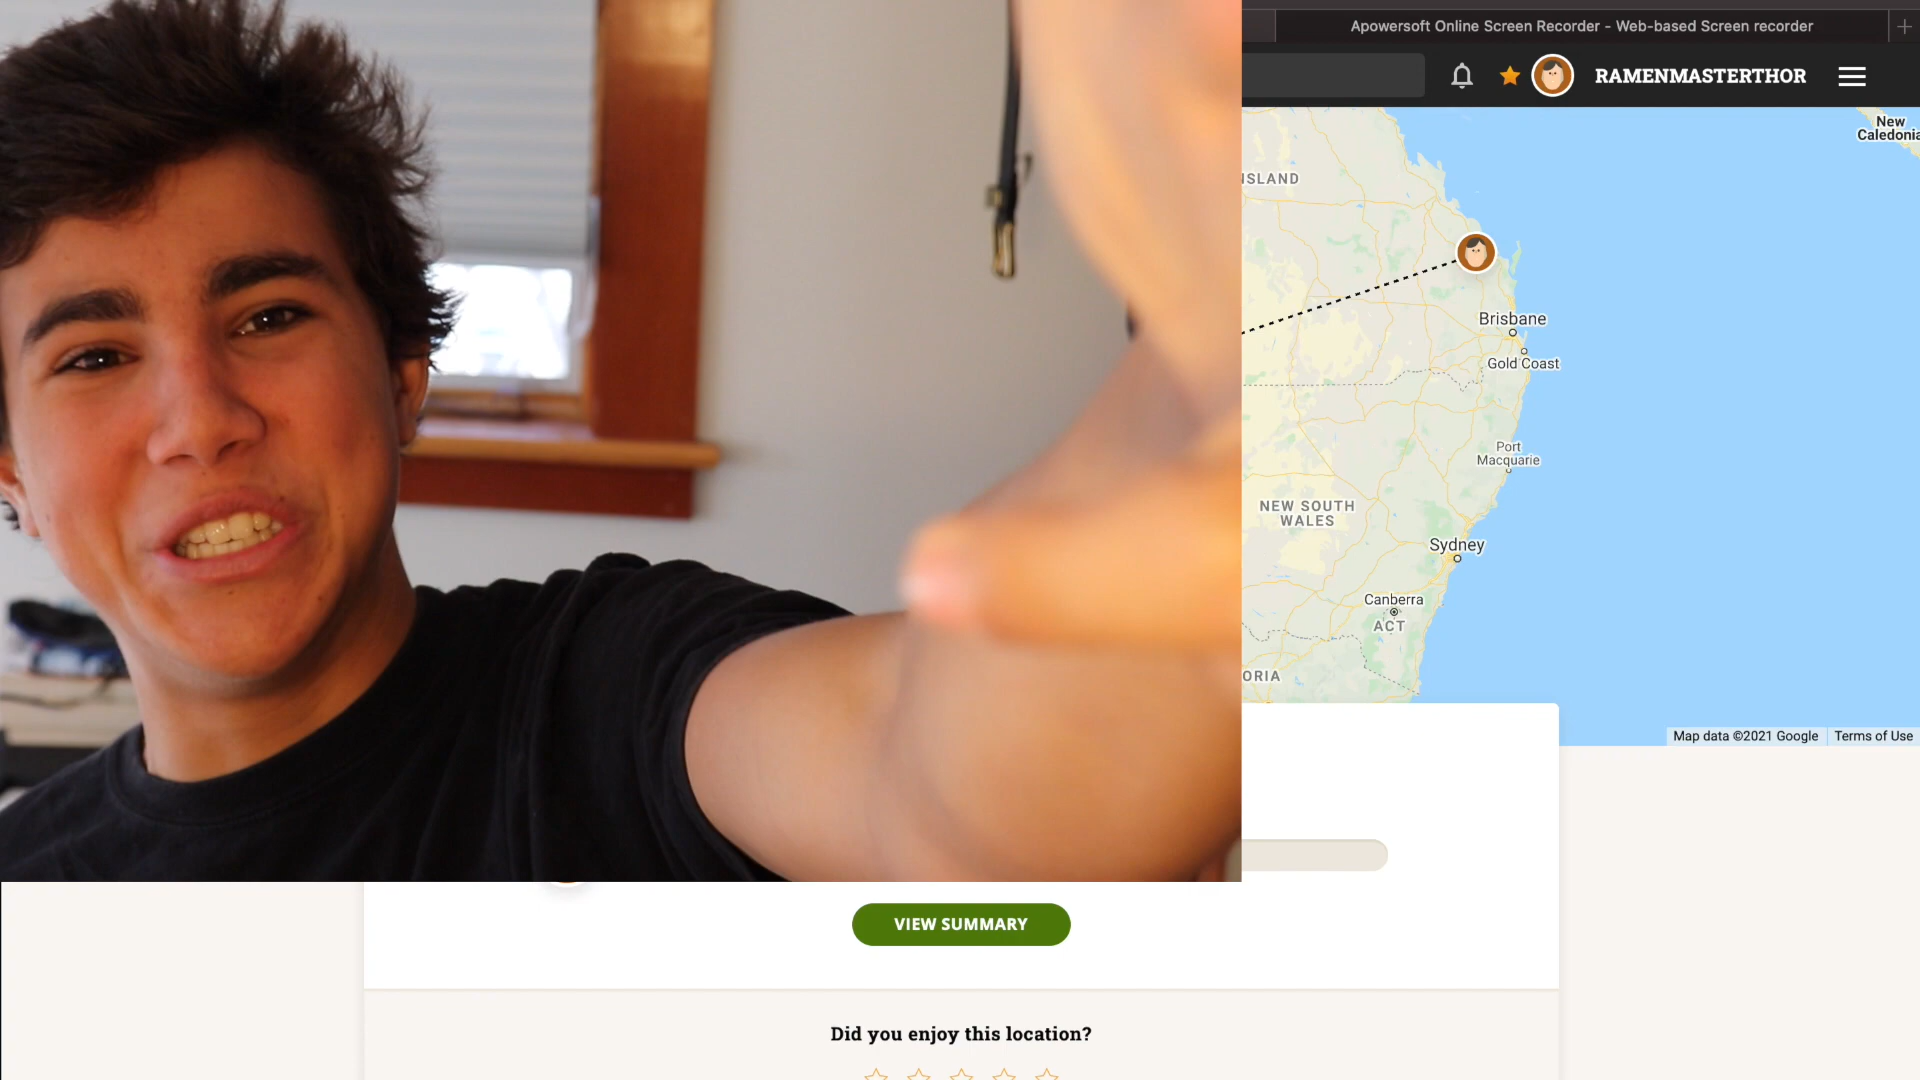 Apowersoft Online Screen Recorder - Web-based Screen recorder
RAMENMASTERTHOR
New
Caledonia
NSLAND
Brisbane
Gold Coast
Port
Macquarie
NEW SOUTH
WALES
Sydney
Canberra
ACT
ORIA
Map data ©2021 Google
Terms of Use
VIEW SUMMARY
Did you enjoy this location?